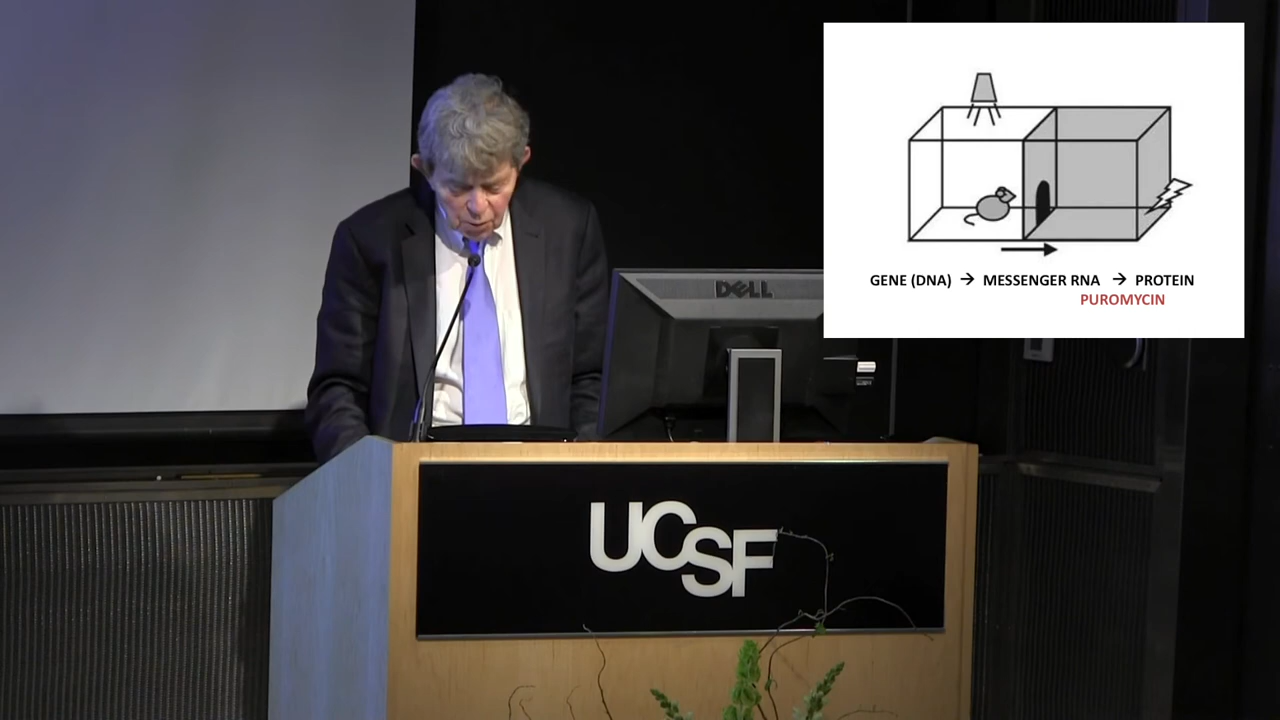 GENE (DNA) → MESSENGER RNA → PROTEIN
PUROMYCIN
DELL
UCSF